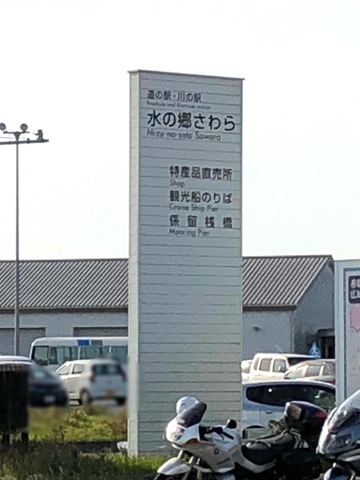 道の駅・川の駅
Roadside and Riverside station
水の郷さわら
Mizu-no-sato Sawara
特産品直売所
Shop
観光船のりば
Cruise Ship Pier
係留桟橋
Mooring Pier